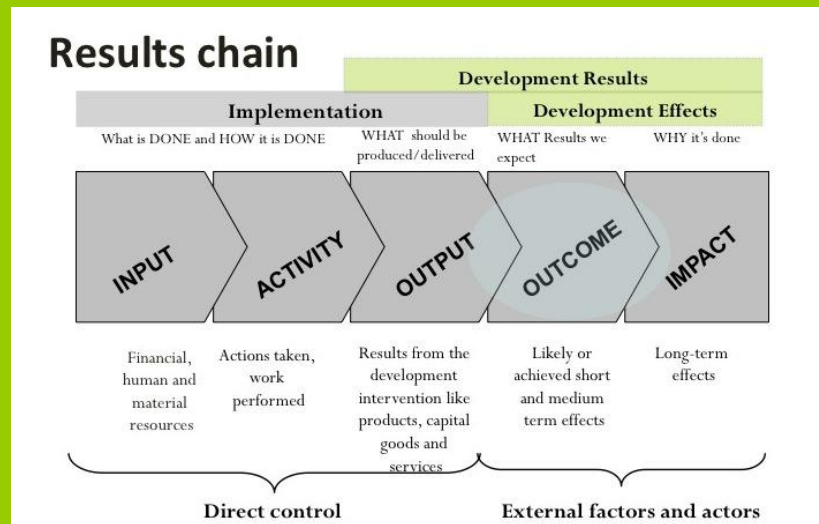 Results chain
Development Results
Implementation
Development Effects
What is DONE and HOW it is DONE
WHAT should be
produced/delivered
WHAT Results we
expect
WHY it's done
INPUT
ACTIVITY
OUTPUT
OUTCOME
IMPACT
Financial,
human and
material
resources
Actions taken,
work
performed
Results from the
development
intervention like
products, capital
goods and
services
Likely or
achieved short
and medium
term effects
Long-term
effects
Direct control
External factors and actors